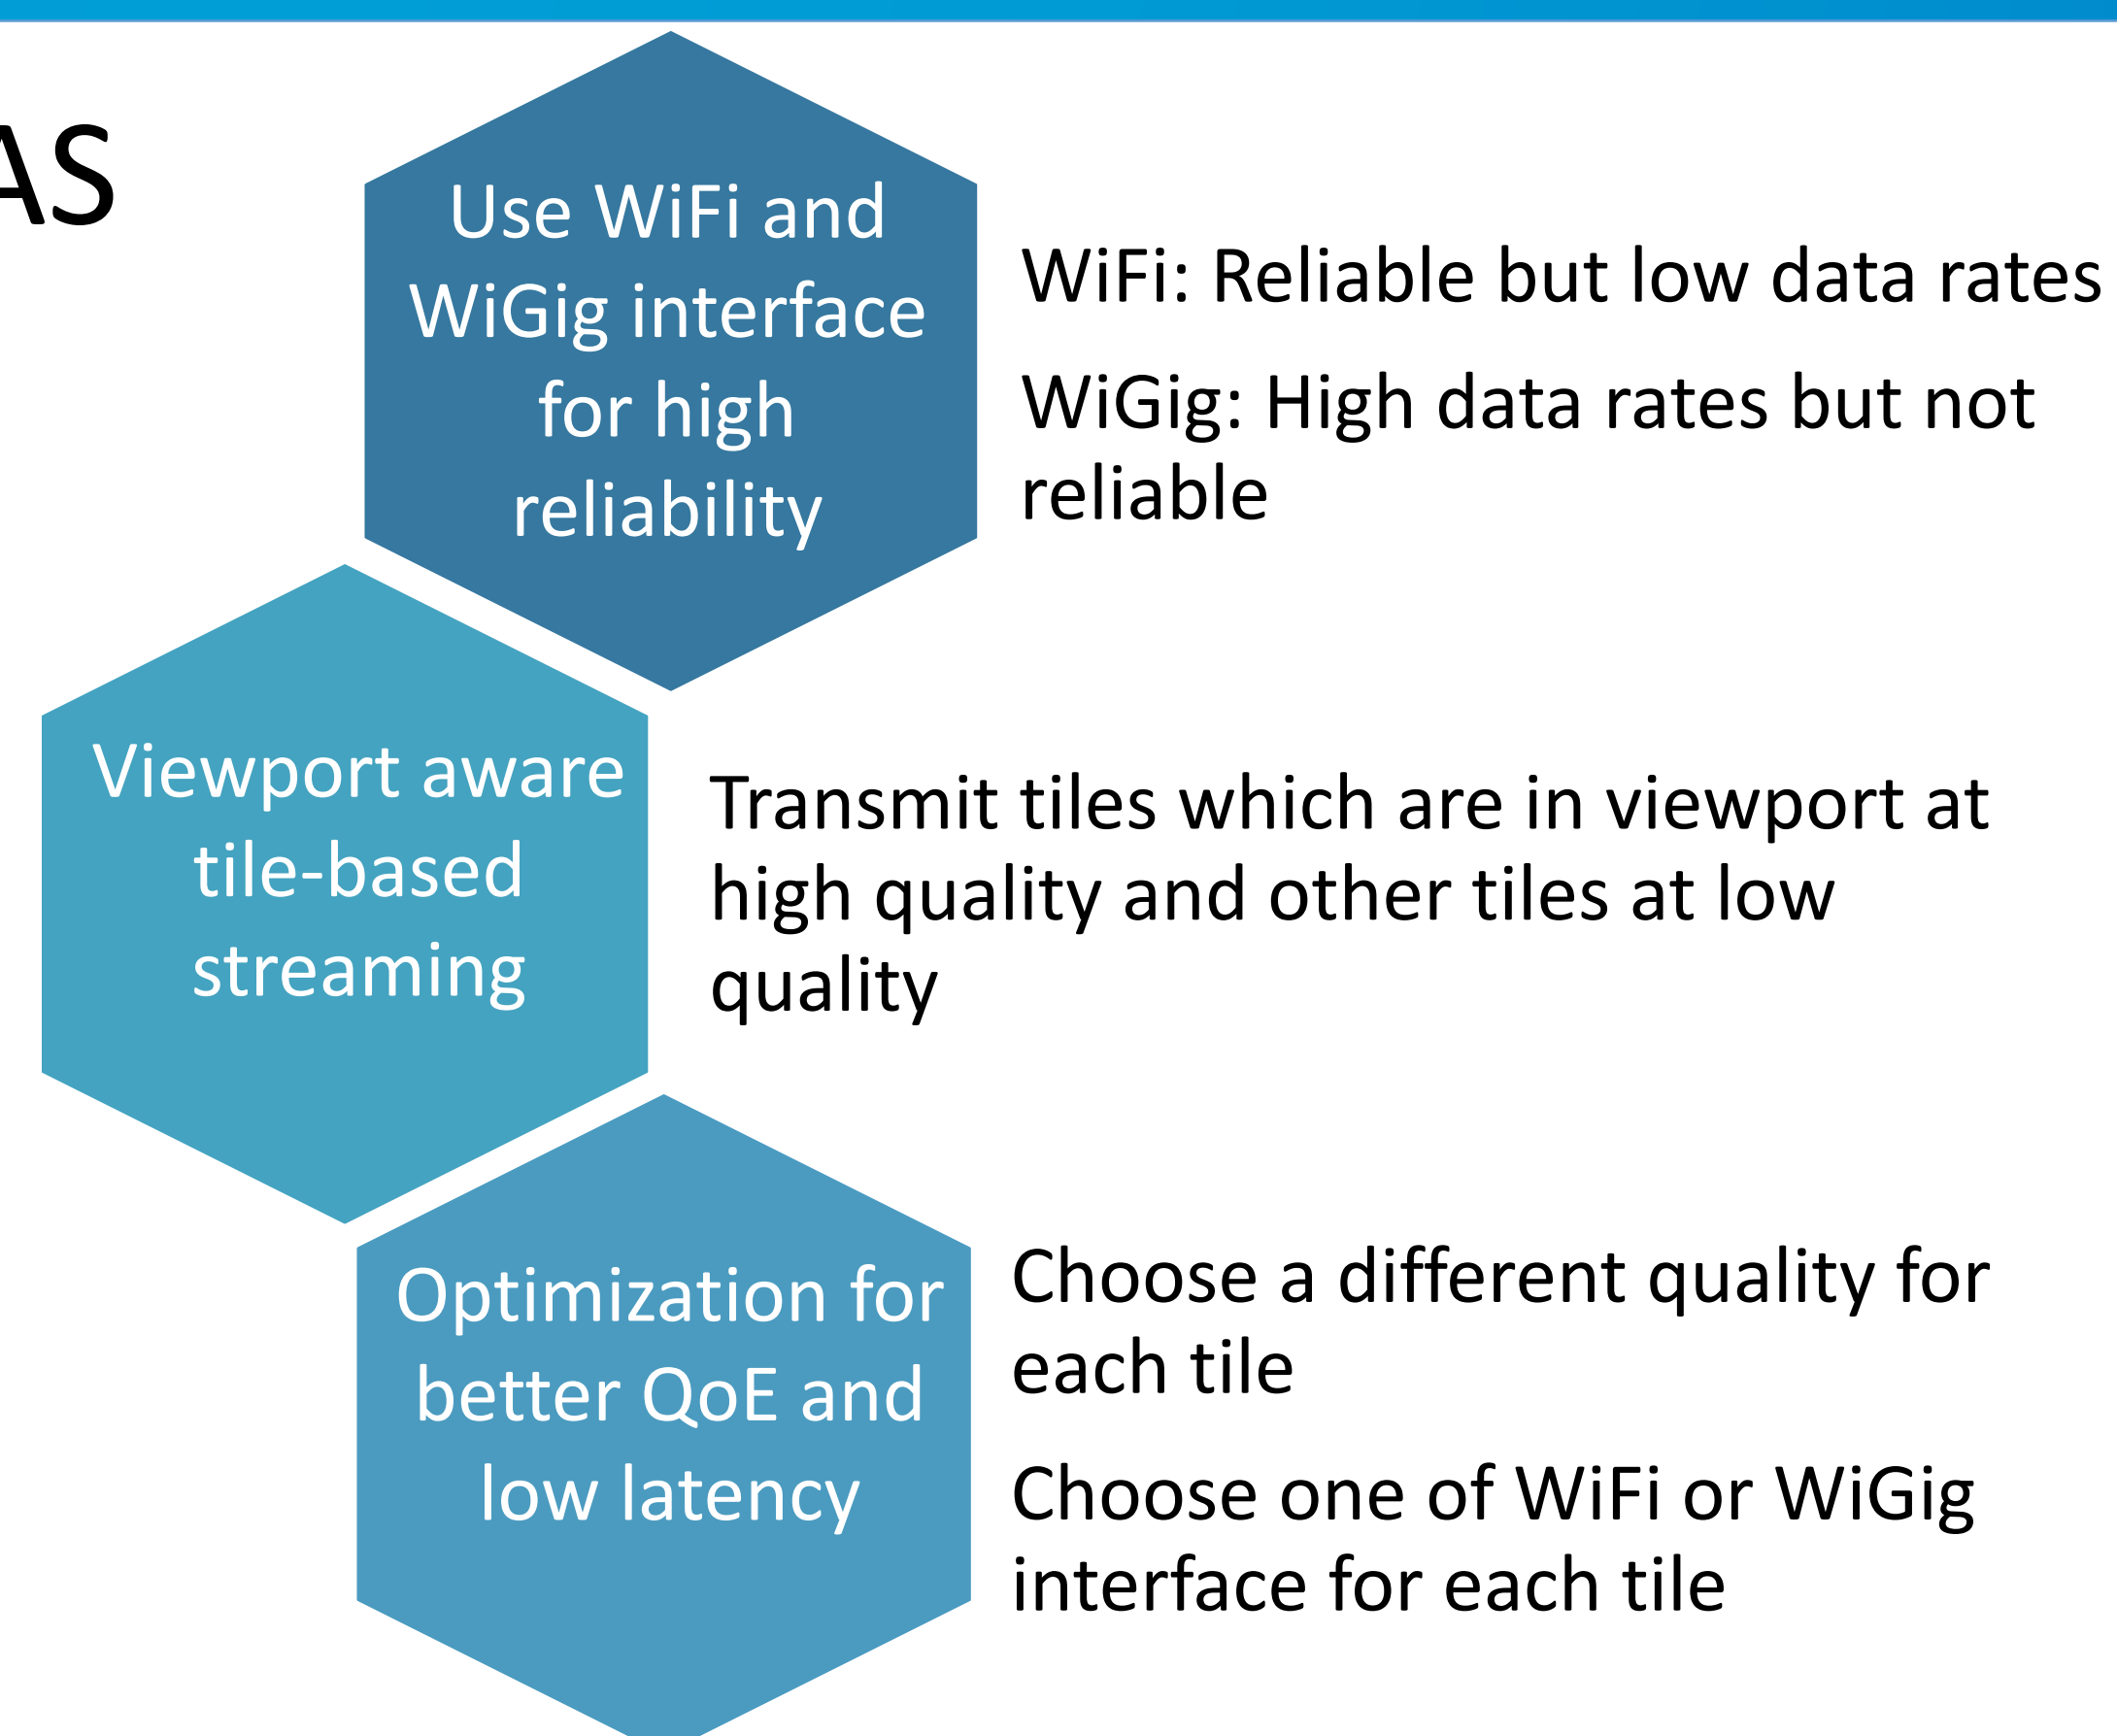 AS
Use WiFi and
WiGig interface
for high
reliability
WiFi: Reliable but low data rates
WiGig: High data rates but not
reliable
Viewport aware
tile-based
streaming
Transmit tiles which are in viewport at
high quality and other tiles at low
quality
Optimization for
better QoE and
low latency
Choose a different quality for
each tile
Choose one of WiFi or WiGig
interface for each tile